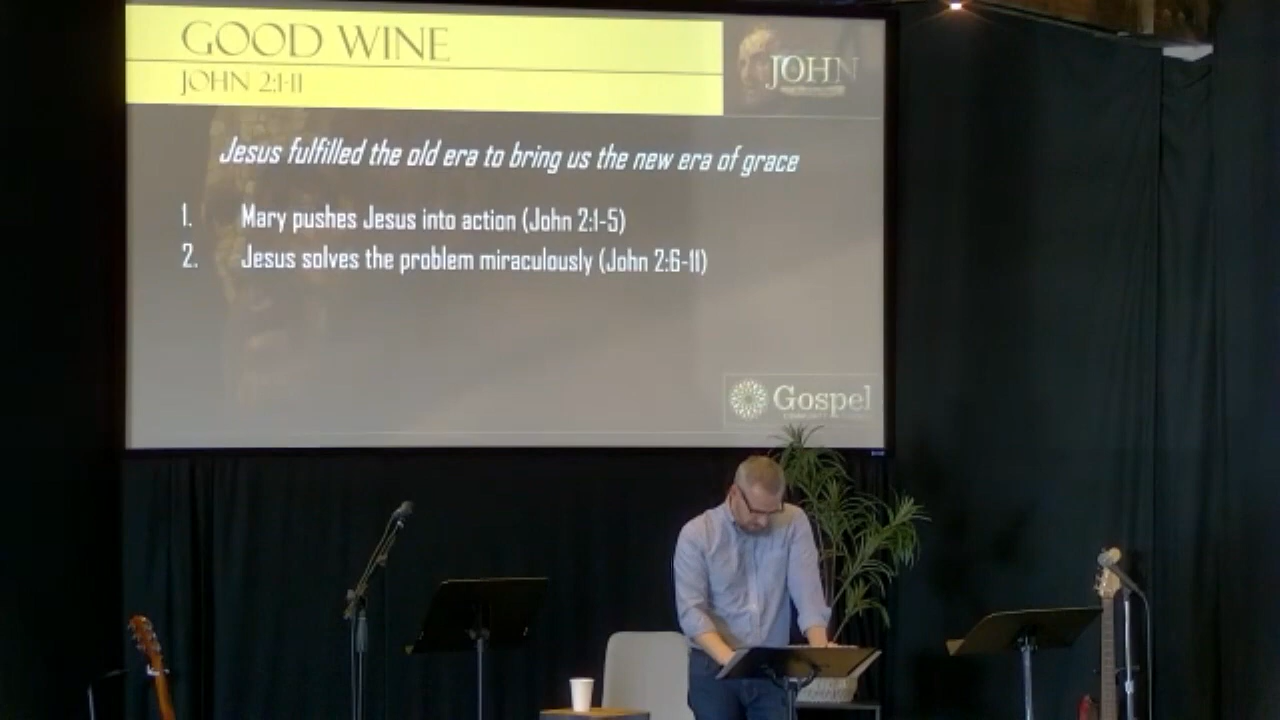 GOOD WINE
JOHN 2:1-11
JOHN
Jesus fulfilled the old era to bring us the new era of grace
1. Mary pushes Jesus into action (John 2:1-5)
2. Jesus solves the problem miraculously (John 2:6-11)
Gospel